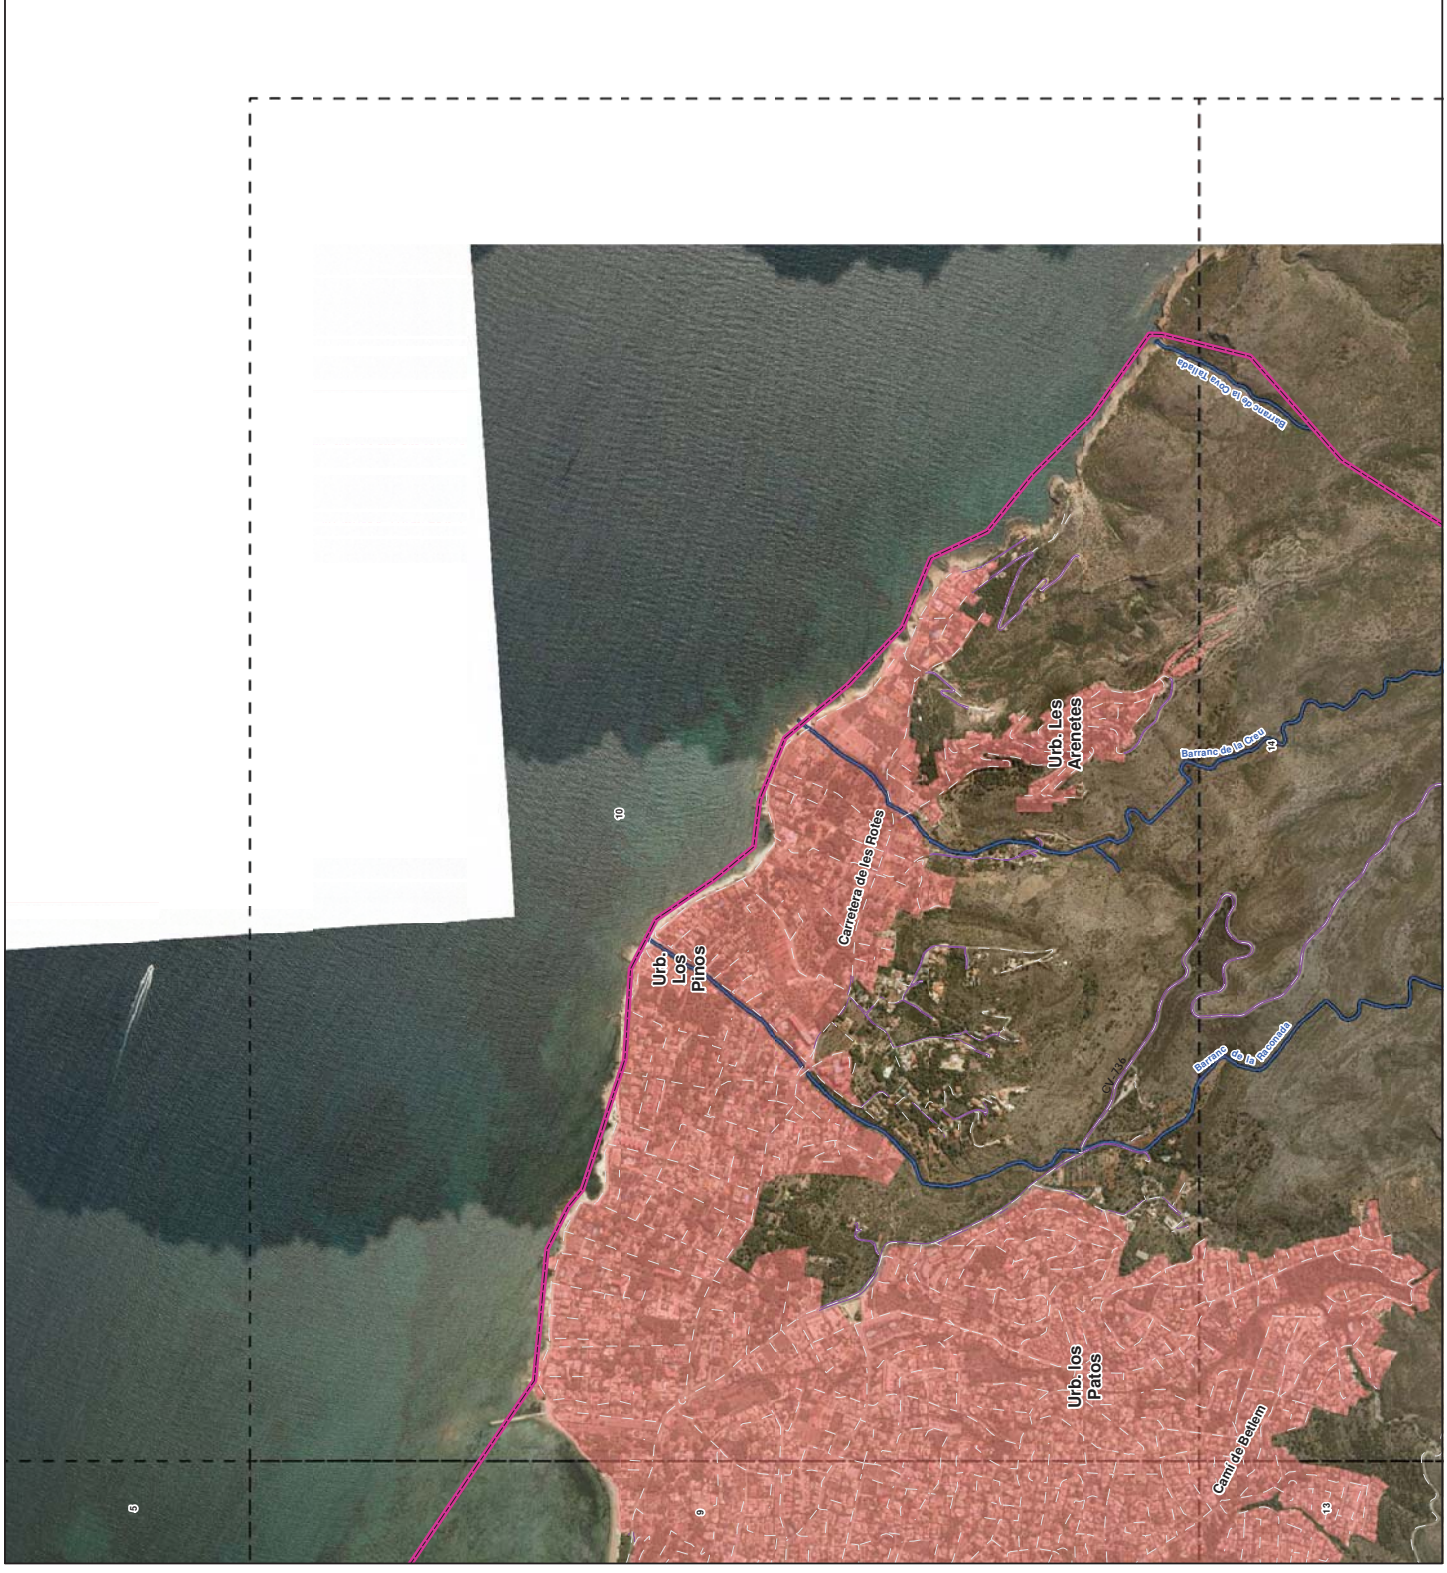 Barranc de la Cova Tallada
Urb. Les
Arenetes
Barranc de la Creu
14
10
Carretera de les Rotes
Urb.
Los
Pinos
Barranc de la Raconada
CV-736
Urb. los
Patos
Camí de Betlem
5
9
13